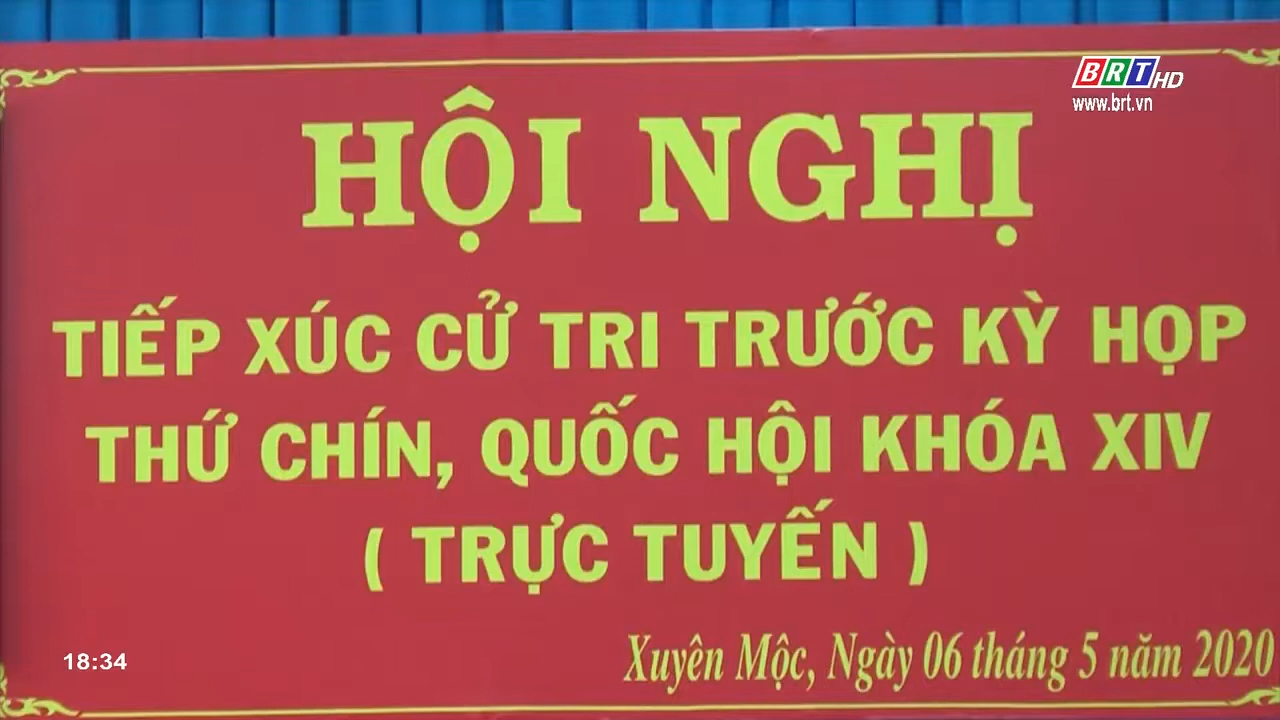 BRT HD
www.brt.vn
HỘI NGHỊ
TIẾP XÚC CỬ TRI TRƯỚC KỲ HỌP
THỨ CHÍN, QUỐC HỘI KHÓA XIV
( TRỰC TUYẾN )
Xuyên Mộc, Ngày 06 tháng 5 năm 2020
18:34